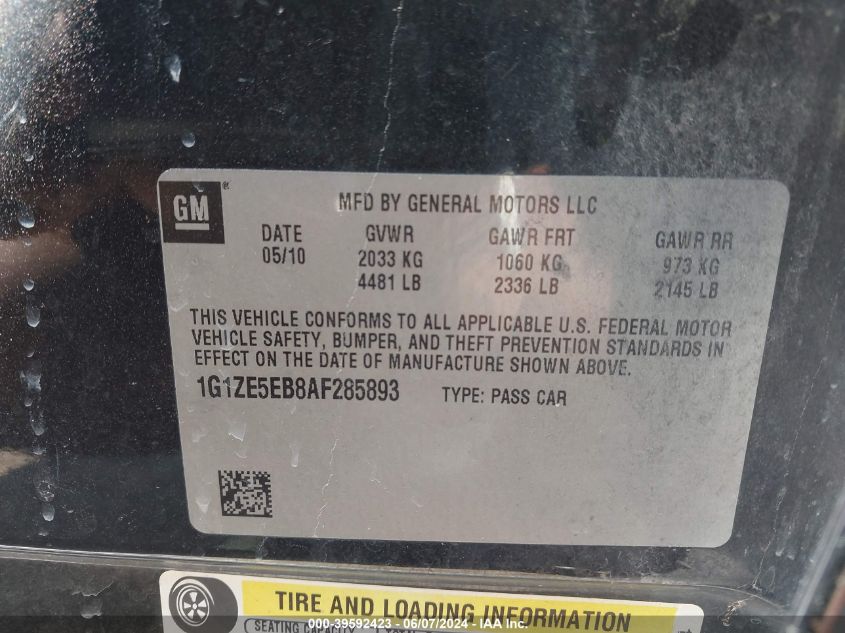 GM®
MFD BY GENERAL MOTORS LLC
DATE GVWR GAWR FRT GAWR RR
05/10 2033 KG 1060 KG 973 KG
4481 LB 2336 LB 2145 LB
THIS VEHICLE CONFORMS TO ALL APPLICABLE U.S. FEDERAL MOTOR
VEHICLE SAFETY, BUMPER, AND THEFT PREVENTION STANDARDS IN
EFFECT ON THE DATE OF MANUFACTURE SHOWN ABOVE.
1G1ZE5EB8AF285893 TYPE: PASS CAR
TIRE AND LOADING INFORMATION
SEATING CAPACITY
000-39592423 - 06/07/2024 - IAA Inc.